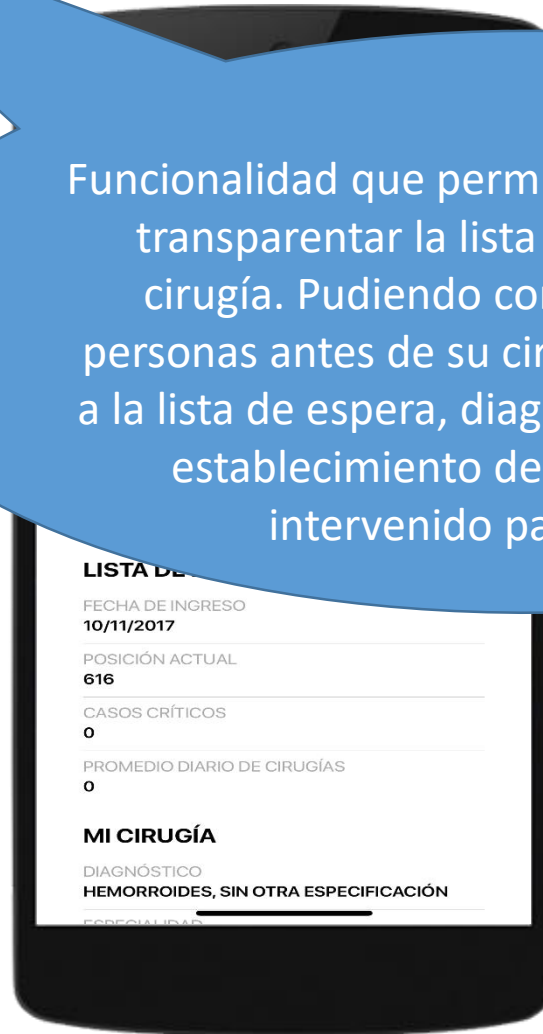 Funcionalidad que perm
transparentar la lista
cirugía. Pudiendo co
personas antes de su ci
a la lista de espera, diag
establecimiento de
intervenido pa
LISTA DE
FECHA DE INGRESO
10/11/2017
POSICIÓN ACTUAL
616
CASOS CRÍTICOS
0
PROMEDIO DIARIO DE CIRUGÍAS
0
MI CIRUGÍA
DIAGNÓSTICO
HEMORROIDES, SIN OTRA ESPECIFICACIÓN
ESPECIALIDAD